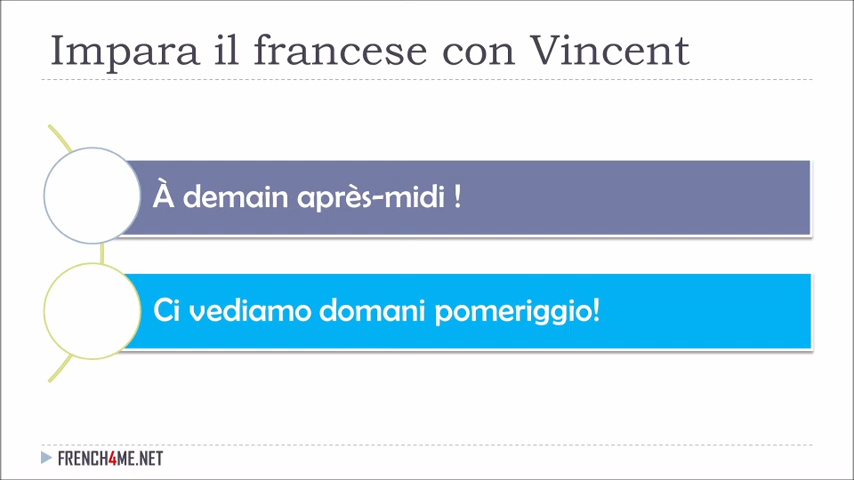 Impara il francese con Vincent
À demain après-midi !
Ci vediamo domani pomeriggio!
FRENCH4ME.NET